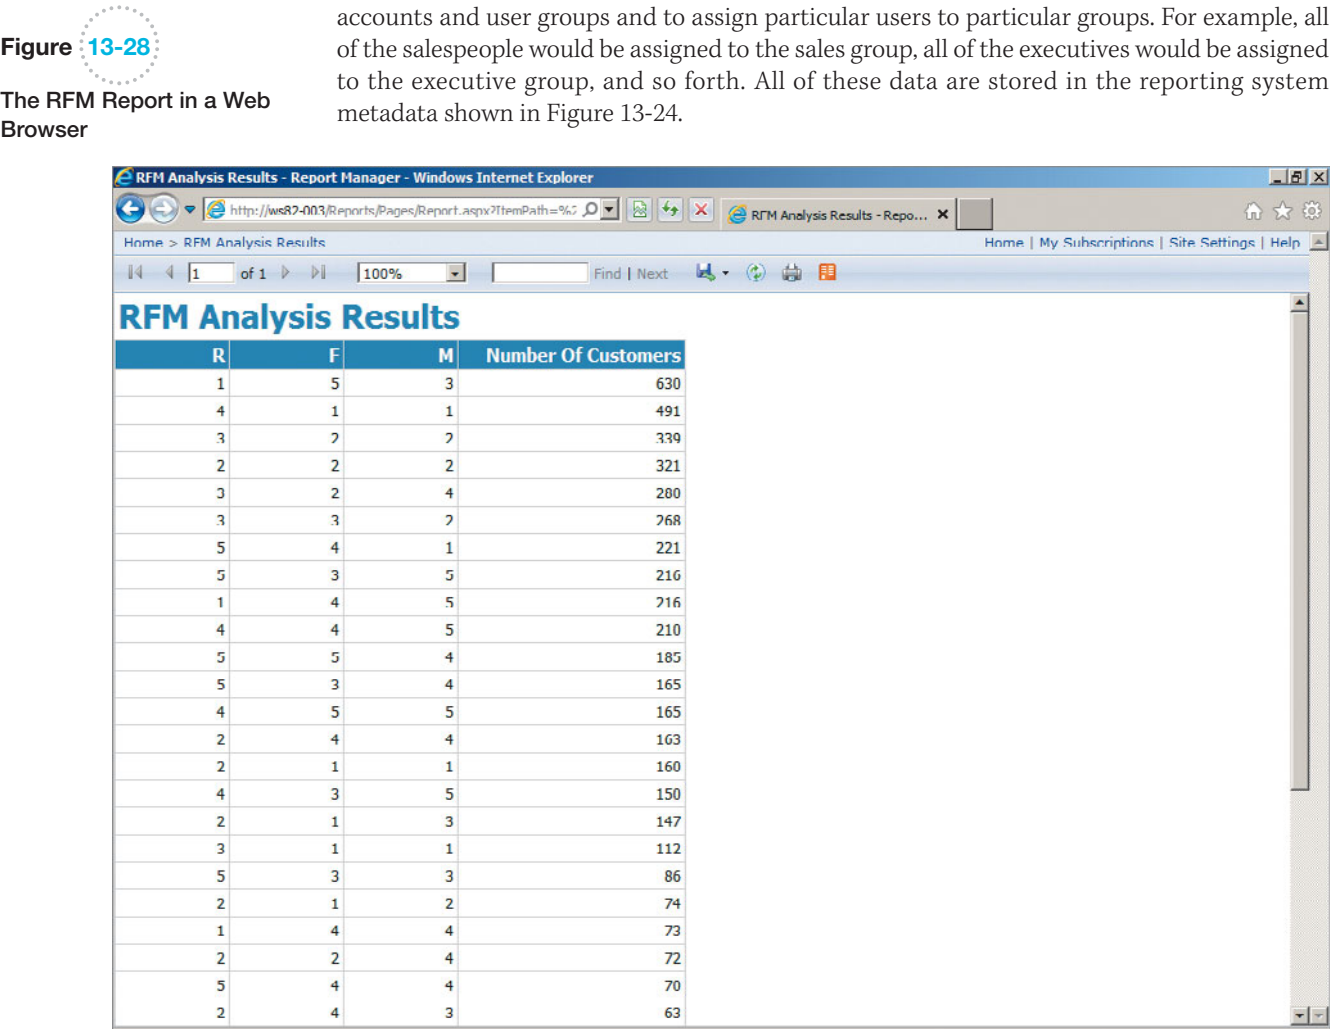 Figure 13-28
The RFM Report in a Web
Browser
accounts and user groups and to assign particular users to particular groups. For example, all
of the salespeople would be assigned to the sales group, all of the executives would be assigned
to the executive group, and so forth. All of these data are stored in the reporting system
metadata shown in Figure 13-24.
RFM Analysis Results - Report Manager - Windows Internet Explorer
http://ws82-003/Reports/Pages/Report.aspx?ItemPath=%2 RFM Analysis Results - Repo...
Home > RFM Analysis Results Home | My Subscriptions | Site Settings | Help
1 of 1 100% Find | Next
RFM Analysis Results
R F M Number Of Customers
1 5 3 630
4 1 1 491
3 2 2 339
2 2 2 321
3 2 4 280
3 3 2 268
5 4 1 221
5 3 5 216
1 4 5 216
4 4 5 210
5 5 4 185
5 3 4 165
4 5 5 165
2 4 4 163
2 1 1 160
4 3 5 150
2 1 3 147
3 1 1 112
5 3 3 86
2 1 2 74
1 4 4 73
2 2 4 72
5 4 4 70
2 4 3 63